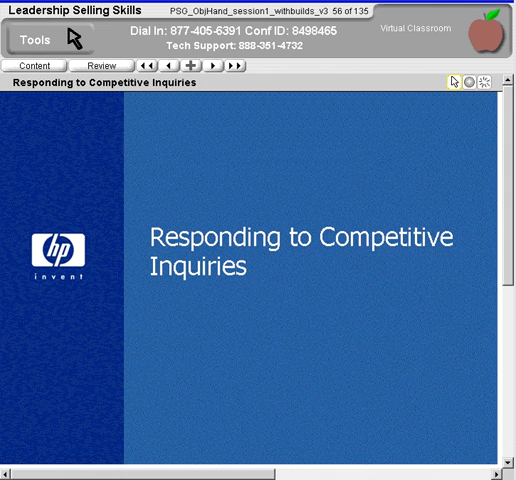 Leadership Selling Skills
PSG_ObjHand_session1_withbuilds_v3 56 of 135
Tools
Dial In: 877-405-6391 Conf ID: 8498465
Tech Support: 888-351-4732
Virtual Classroom
Content
Review
Responding to Competitive Inquiries
hp
invent
Responding to Competitive
Inquiries